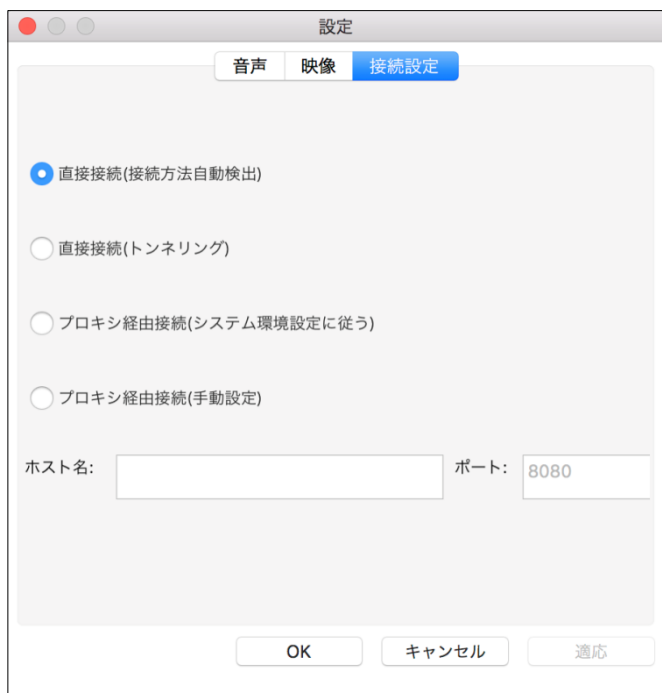 設定
音声 映像 接続設定
直接接続(接続方法自動検出)
直接接続(トンネリング)
プロキシ経由接続(システム環境設定に従う)
プロキシ経由接続(手動設定)
ホスト名: ポート: 8080
OK キャンセル 適応